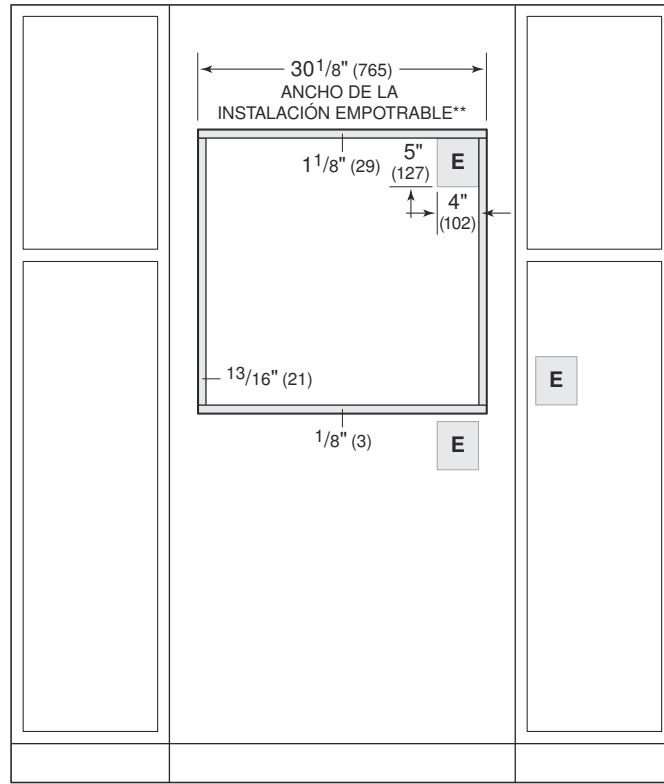 30 1/8" (765)
ANCHO DE LA
INSTALACIÓN EMPOTRABLE**
1 1/8" (29)
5"
(127)
E
4"
(102)
13/16" (21)
E
1/8" (3)
E